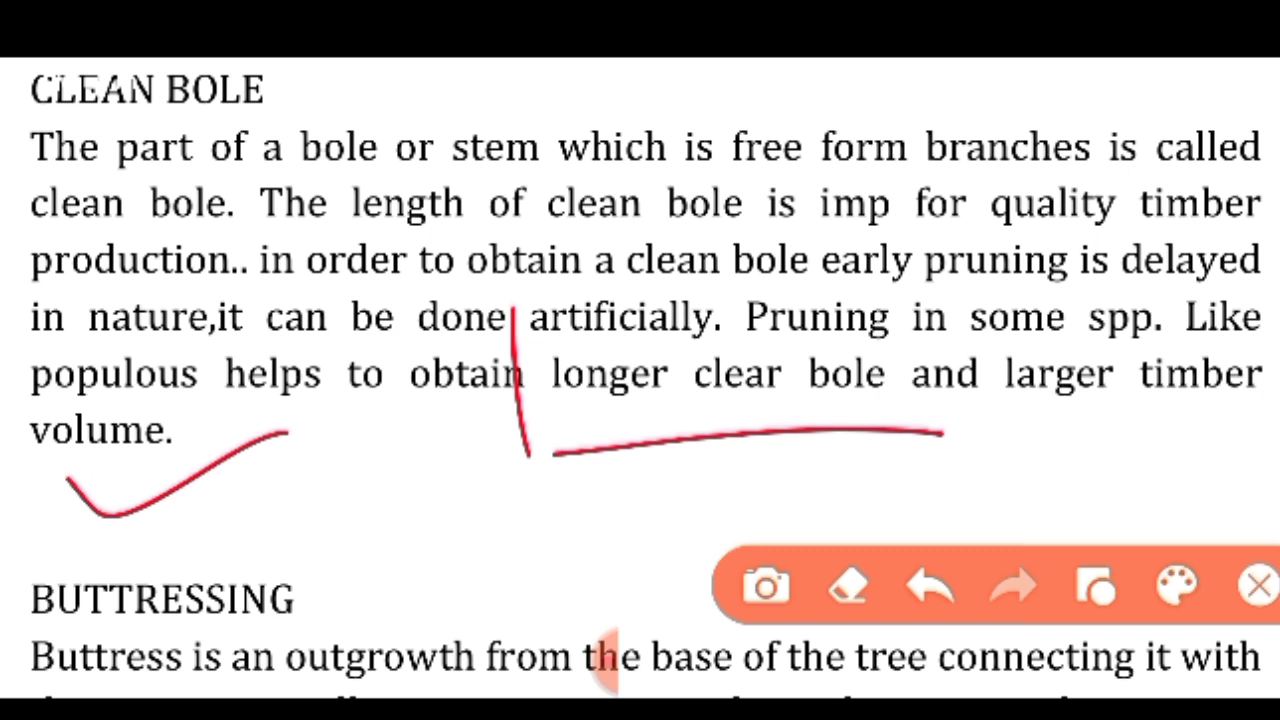 CLEAN BOLE
The part of a bole or stem which is free form branches is called
clean bole. The length of clean bole is imp for quality timber
production.. in order to obtain a clean bole early pruning is delayed
in nature,it can be done artificially. Pruning in some spp. Like
populous helps to obtain longer clear bole and larger timber
volume.
BUTTRESSING
Buttress is an outgrowth from the base of the tree connecting it with